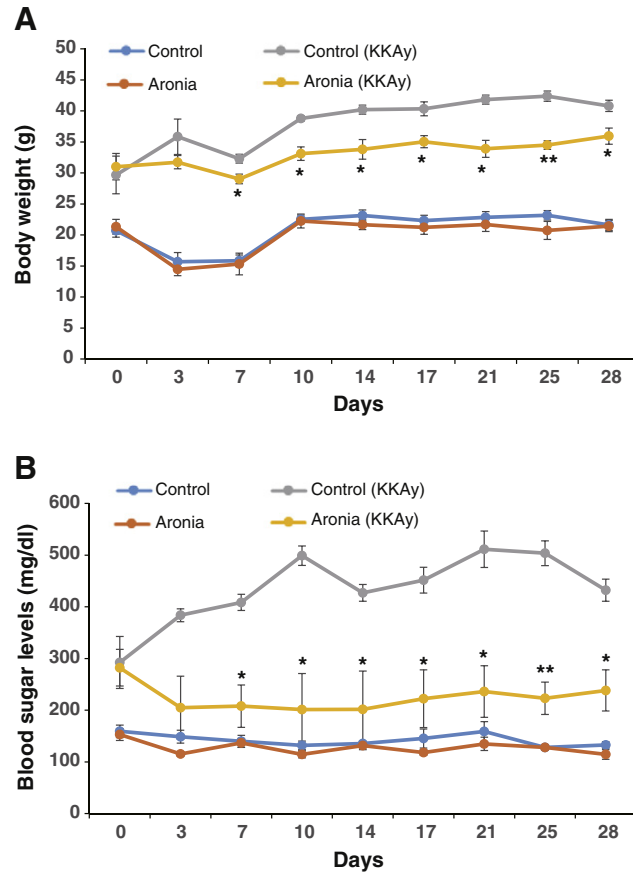 A
Control
Control (KKAy)
Aronia
Aronia (KKAy)
Body weight (g)
50
45
40
35
30
25
20
15
10
5
0
* * * * * ** *
0 3 7 10 14 17 21 25 28
Days
B
Control
Control (KKAy)
Aronia
Aronia (KKAy)
Blood sugar levels (mg/dl)
600
500
400
300
200
100
0
* * * * * ** *
0 3 7 10 14 17 21 25 28
Days